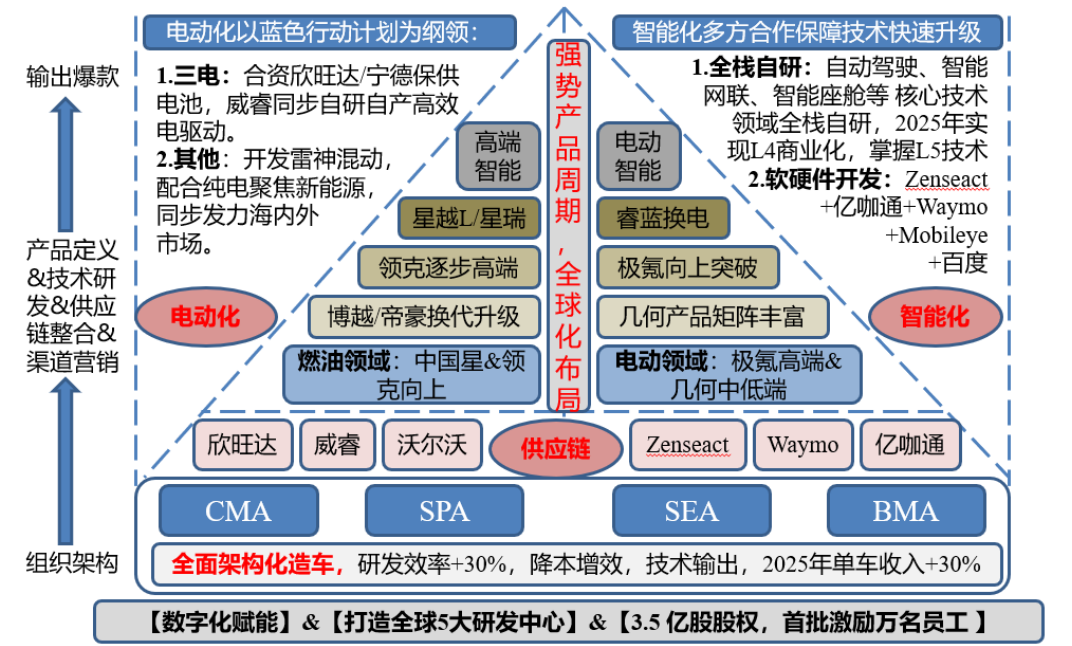 电动化以蓝色行动计划为纲领：
智能化多方合作保障技术快速升级
输出爆款
产品定义
&技术研
发&供应
链整合&
渠道营销
组织架构
1.三电：合资欣旺达/宁德保供
电池，威睿同步自研自产高效
电驱动。
2.其他：开发雷神混动，
配合纯电聚焦新能源，
同步发力海内外
市场。
电动化
强势产品周期，全球化布局
1.全栈自研：自动驾驶、智能
网联、智能座舱等 核心技术
领域全栈自研，2025年实
现L4商业化，掌握L5技术
2.软硬件开发：Zenseact
+亿咖通+Waymo
+Mobileye
+百度
智能化
高端
智能
电动
智能
星越L/星瑞
睿蓝换电
领克逐步高端
极氪向上突破
博越/帝豪换代升级
几何产品矩阵丰富
燃油领域：中国星&领
克向上
电动领域：极氪高端&
几何中低端
欣旺达
威睿
沃尔沃
供应链
Zenseact
Waymo
亿咖通
CMA
SPA
SEA
BMA
全面架构化造车，研发效率+30%，降本增效，技术输出，2025年单车收入+30%
【数字化赋能】&【打造全球5大研发中心】&【3.5 亿股股权，首批激励万名员工 】